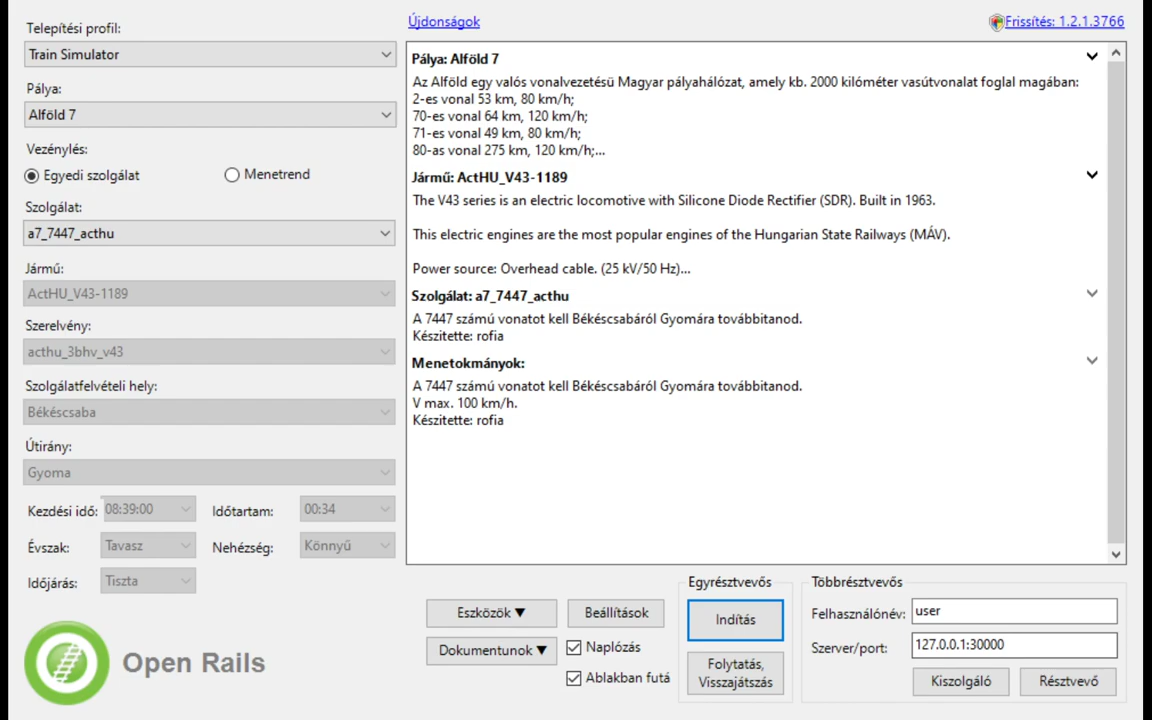 Telepítési profil:
Train Simulator
Pálya:
Alföld 7
Vezénylés:
Egyedi szolgálat
Menetrend
Szolgálat:
a7_7447_acthu
Jármű:
ActHU_V43-1189
Szerelvény:
acthu_3bhv_v43
Szolgálatfelvételi hely:
Békéscsaba
Útirány:
Gyoma
Kezdési idő: 08:39:00 Időtartam: 00:34
Évszak: Tavasz Nehézség: Könnyű
Időjárás: Tiszta
Open Rails
Újdonságok
Frissítés: 1.2.1.3766
Pálya: Alföld 7
Az Alföld egy valós vonalvezetésü Magyar pályahálózat, amely kb. 2000 kilóméter vasútvonalat foglal magában:
2-es vonal 53 km, 80 km/h;
70-es vonal 64 km, 120 km/h;
71-es vonal 49 km, 80 km/h;
80-as vonal 275 km, 120 km/h;...
Jármű: ActHU_V43-1189
The V43 series is an electric locomotive with Silicone Diode Rectifier (SDR). Built in 1963.
This electric engines are the most popular engines of the Hungarian State Railways (MÁV).
Power source: Overhead cable. (25 kV/50 Hz)...
Szolgálat: a7_7447_acthu
A 7447 számú vonatot kell Békéscsabáról Gyomára továbbitanod.
Készitette: rofia
Menetokmányok:
A 7447 számú vonatot kell Békéscsabáról Gyomára továbbitanod.
V max. 100 km/h.
Készitette: rofia
Eszközök ▼
Beállítások
Dokumentunok ▼
Naplózás
Ablakban futá
Egyrésztvevős
Indítás
Folytatás,
Visszajátszás
Többrésztvevős
Felhasználónév: user
Szerver/port: 127.0.0.1:30000
Kiszolgáló
Résztvevő